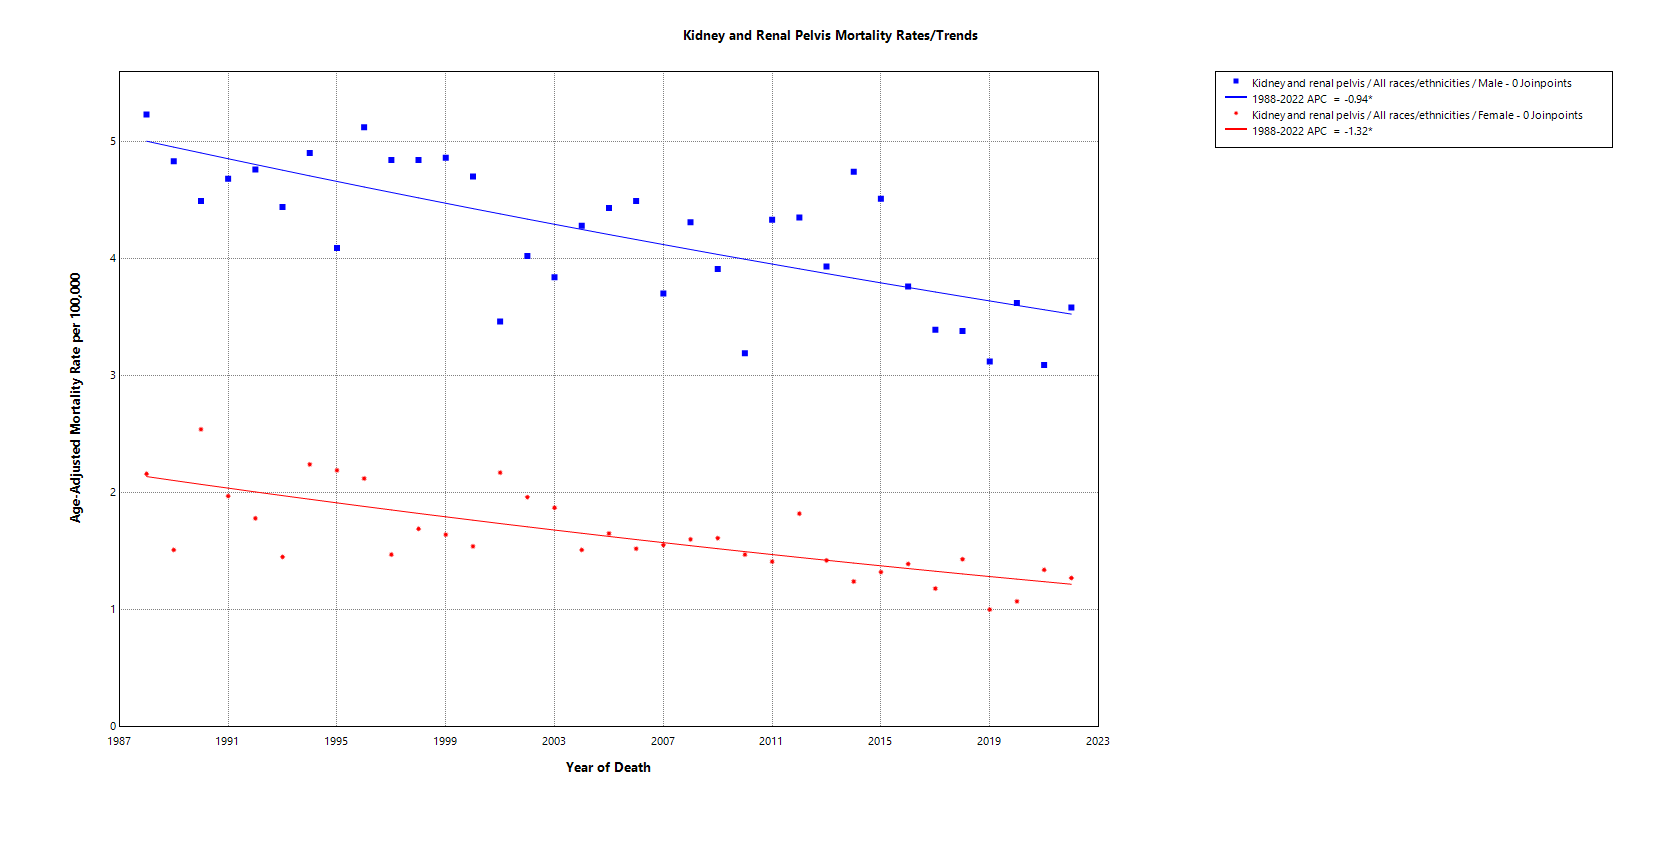 Kidney and Renal Pelvis Mortality Rates/Trends
Kidney and renal pelvis / All races/ethnicities / Male - 0 Joinpoints
1988-2022 APC = -0.94*
Kidney and renal pelvis / All races/ethnicities / Female - 0 Joinpoints
1988-2022 APC = -1.32*
Age-Adjusted Mortality Rate per 100,000
5
4
3
2
1
0
1987 1991 1995 1999 2003 2007 2011 2015 2019 2023
Year of Death